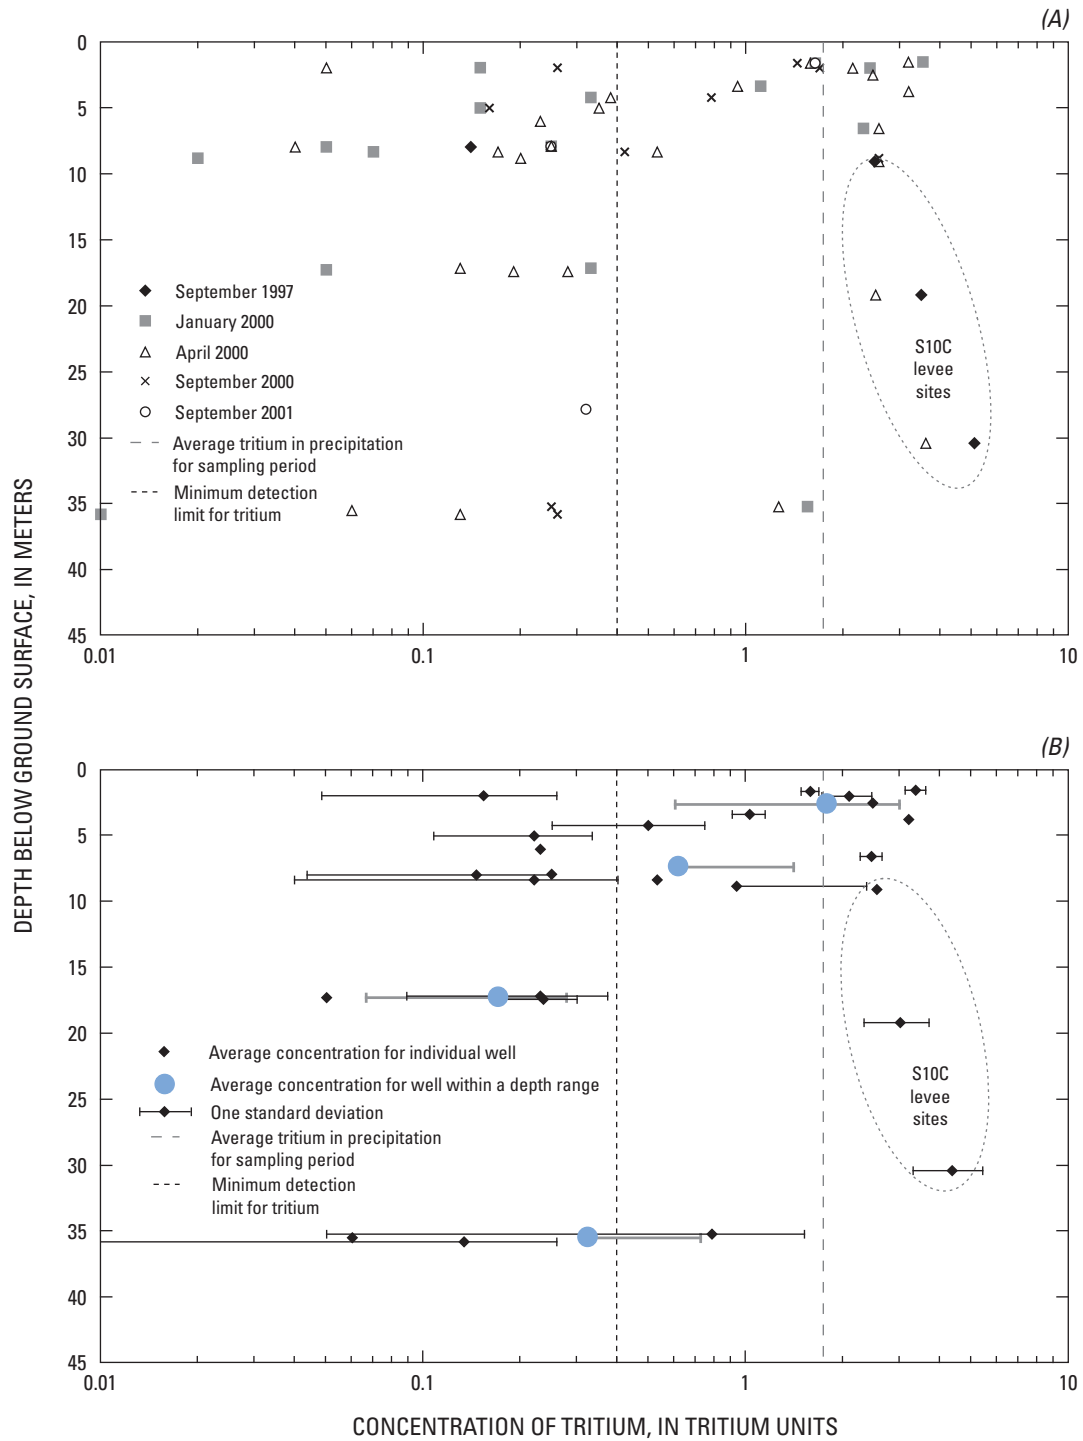 (A)
0
5
10
15
20
25
30
35
40
45
September 1997
January 2000
April 2000
September 2000
September 2001
Average tritium in precipitation
for sampling period
Minimum detection
limit for tritium
S10C
levee
sites
0.01
0.1
1
10
DEPTH BELOW GROUND SURFACE, IN METERS
(B)
0
5
10
15
20
25
30
35
40
45
Average concentration for individual well
Average concentration for well within a depth range
One standard deviation
Average tritium in precipitation
for sampling period
Minimum detection
limit for tritium
S10C
levee
sites
0.01
0.1
1
10
CONCENTRATION OF TRITIUM, IN TRITIUM UNITS